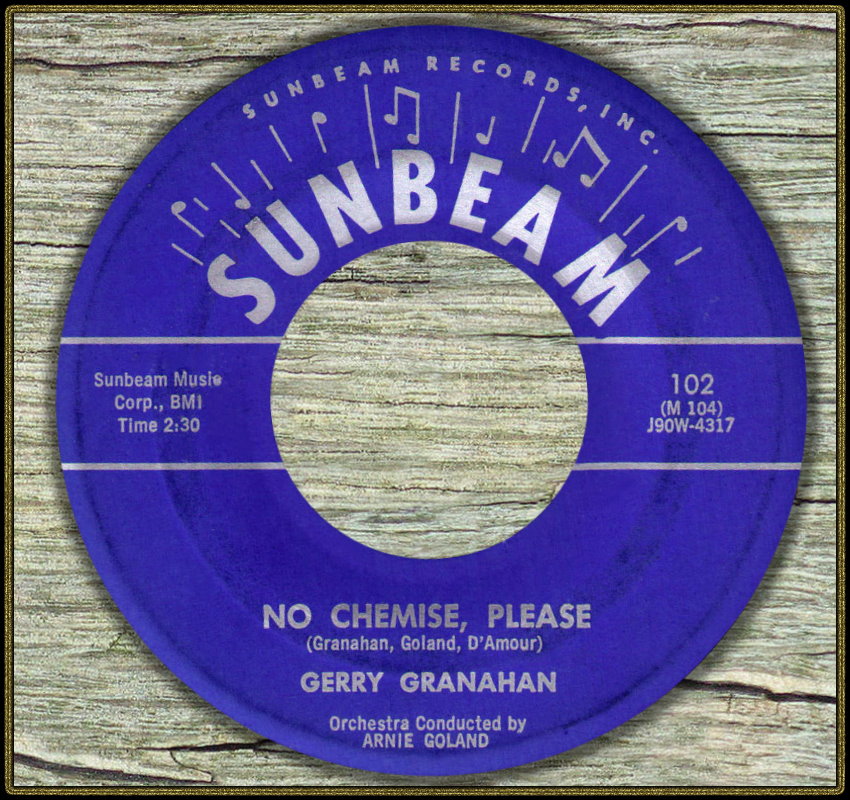 SUNBEAM RECORDS, INC.
SUNBEAM
Sunbeam Music
Corp., BMI
Time 2:30
102
(M 104)
J90W-4317
NO CHEMISE, PLEASE
(Granahan, Goland, D'Amour)
GERRY GRANAHAN
Orchestra Conducted by
ARNIE GOLAND